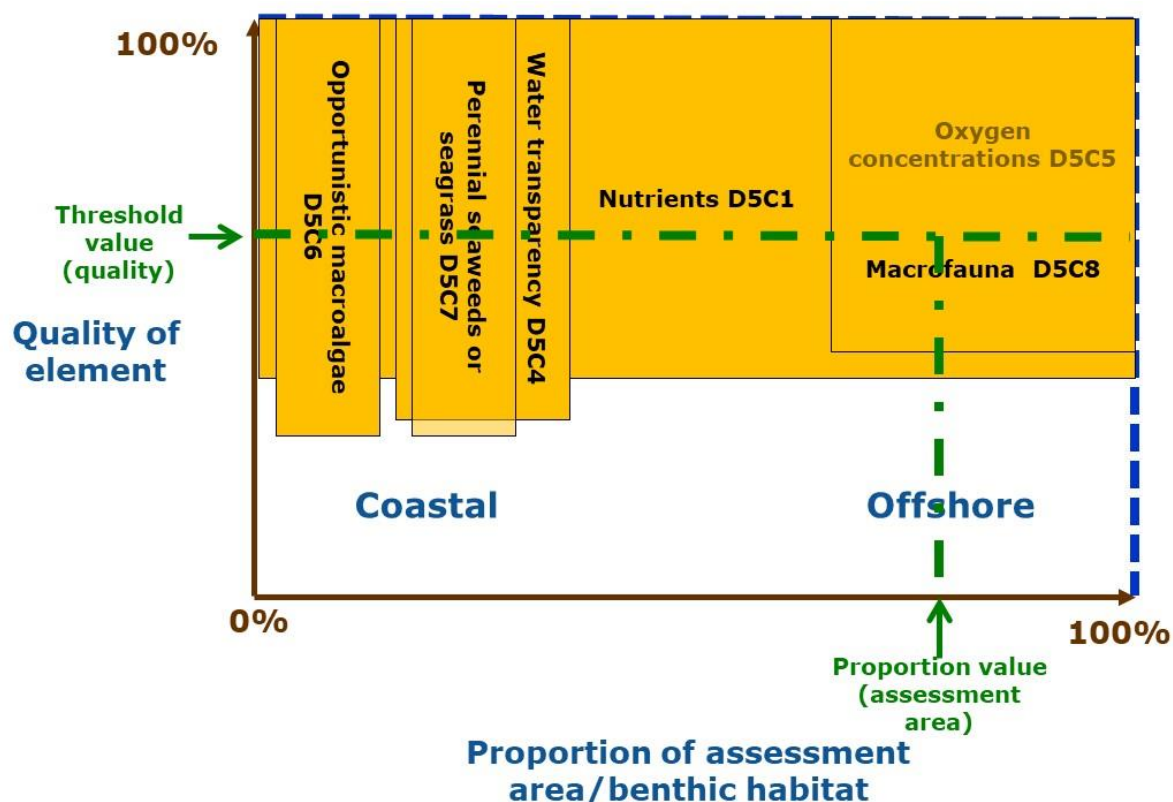 100%
Opportunistic macroalgae
D5C6
Perennial seaweeds or
seagrass D5C7
Water transparency D5C4
Oxygen
concentrations D5C5
Nutrients D5C1
Macrofauna D5C8
Threshold
value
(quality)
Quality of
element
Coastal
Offshore
0%
100%
Proportion value
(assessment
area)
Proportion of assessment
area/benthic habitat